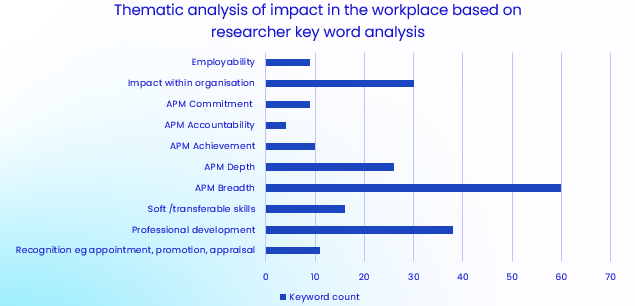 Thematic analysis of impact in the workplace based on
researcher key word analysis
Employability
Impact within organisation
APM Commitment
APM Accountability
APM Achievement
APM Depth
APM Breadth
Soft /transferable skills
Professional development
Recognition eg appointment, promotion, appraisal
0 10 20 30 40 50 60 70
Keyword count